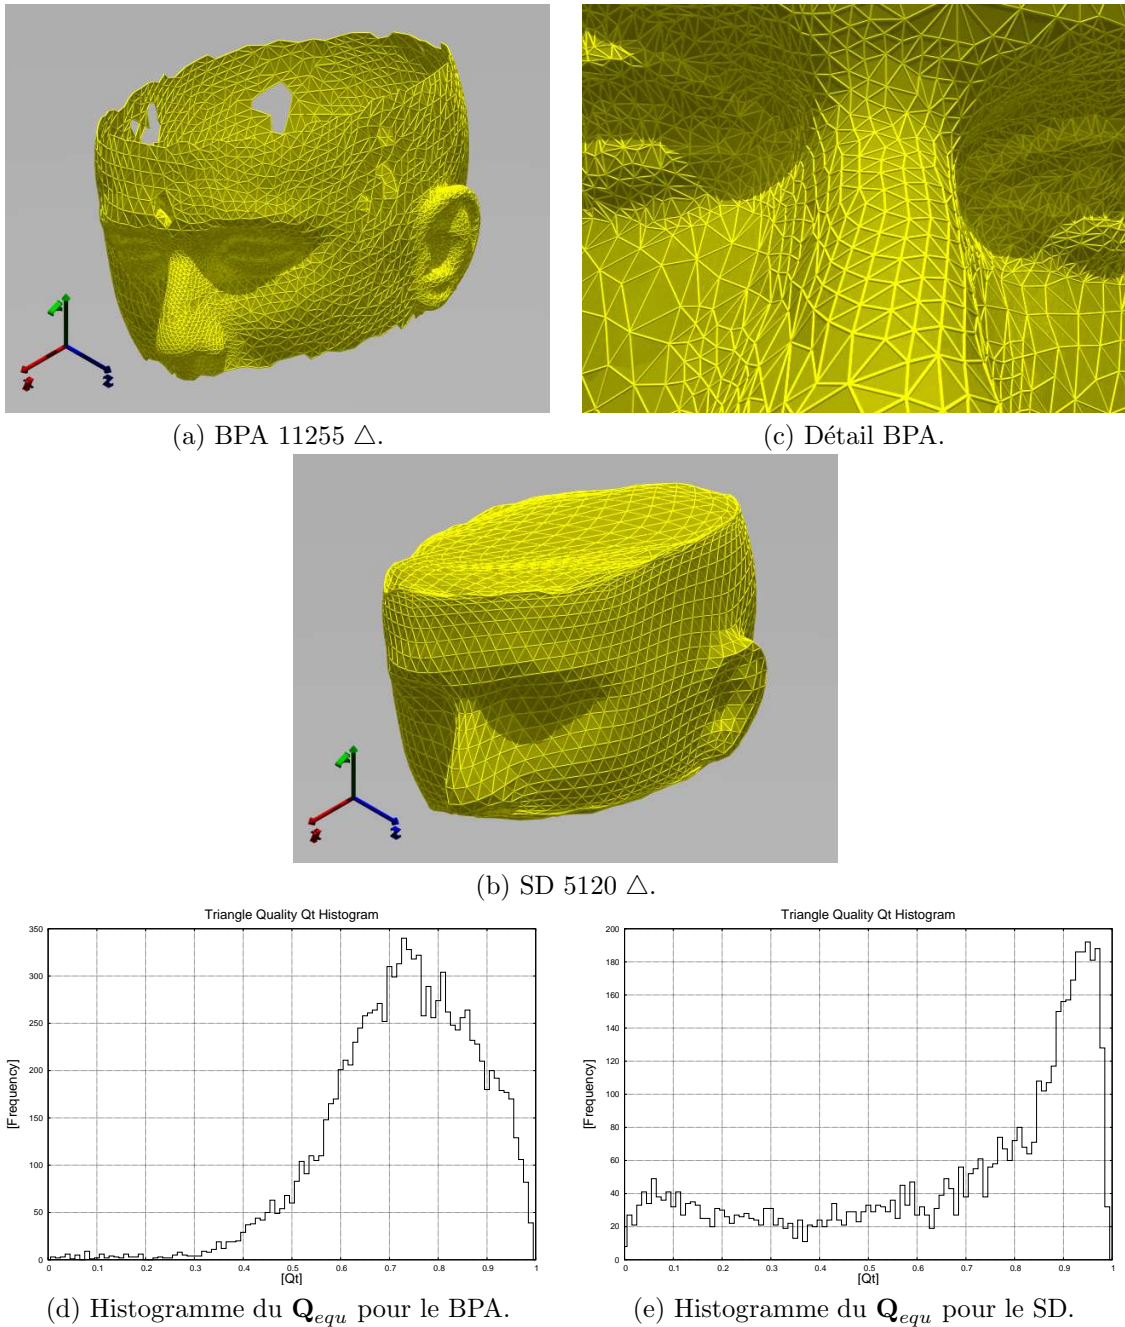 (a) BPA 11255 △.
(c) Détail BPA.
(b) SD 5120 △.
Triangle Quality Qt Histogram
350
300
250
200
150
100
50
0
[Frequency]
0 0.1 0.2 0.3 0.4 0.5 0.6 0.7 0.8 0.9 1
[Qt]
(d) Histogramme du Q_equ pour le BPA.
Triangle Quality Qt Histogram
200
180
160
140
120
100
80
60
40
20
0
[Frequency]
0 0.1 0.2 0.3 0.4 0.5 0.6 0.7 0.8 0.9 1
[Qt]
(e) Histogramme du Q_equ pour le SD.